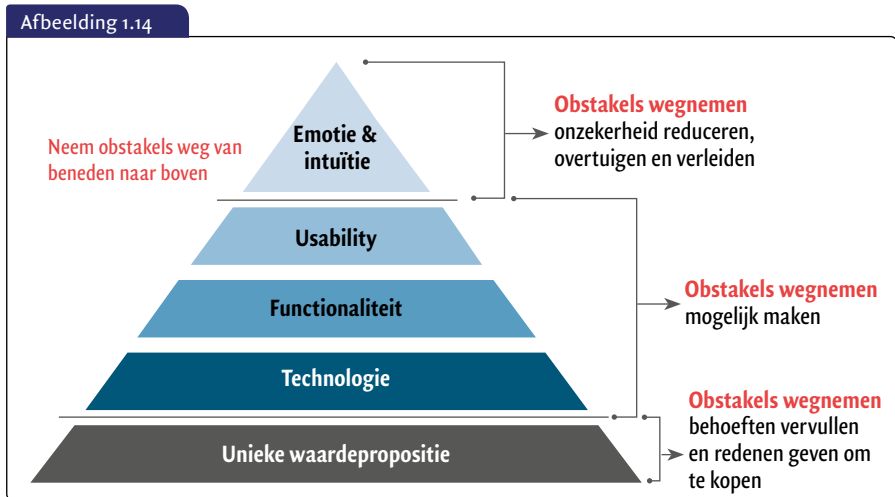 Afbeelding 1.14
Neem obstakels weg van
beneden naar boven
Emotie &
intuïtie
Usability
Functionaliteit
Technologie
Unieke waardepropositie
Obstakels wegnemen
onzekerheid reduceren,
overtuigen en verleiden
Obstakels wegnemen
mogelijk maken
Obstakels wegnemen
behoeften vervullen
en redenen geven om
te kopen